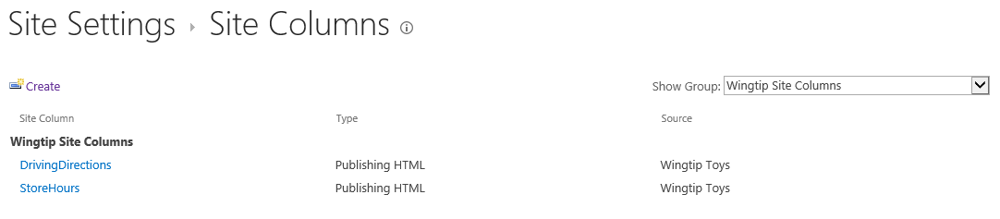 Site Settings › Site Columns
Create Show Group: Wingtip Site Columns
Site Column Type Source
Wingtip Site Columns
DrivingDirections Publishing HTML Wingtip Toys
StoreHours Publishing HTML Wingtip Toys